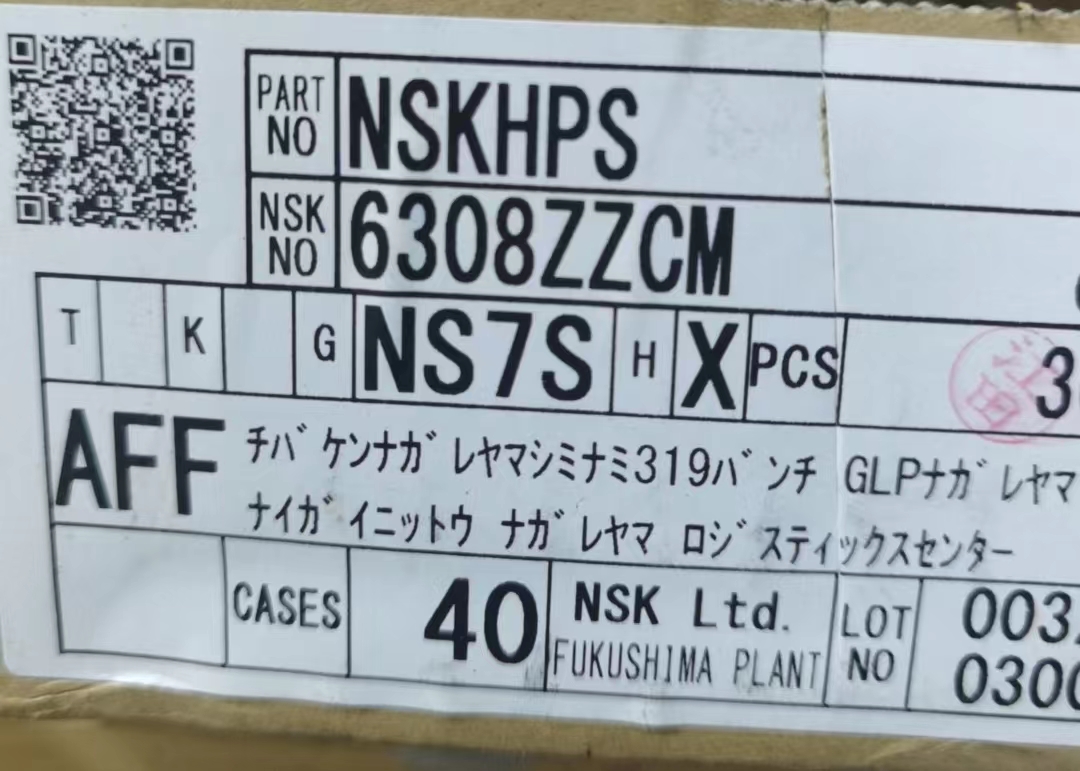 PART NO NSKHPS
NSK NO 6308ZZCM
T K G NS7S H X PCS 3
AFF チバケンナガレヤマシミナミ319バンチ GLPナガレヤマ
ナイガイニットウ ナガレヤマ ロジスティックスセンター
CASES 40 NSK Ltd. FUKUSHIMA PLANT LOT NO 003
0300